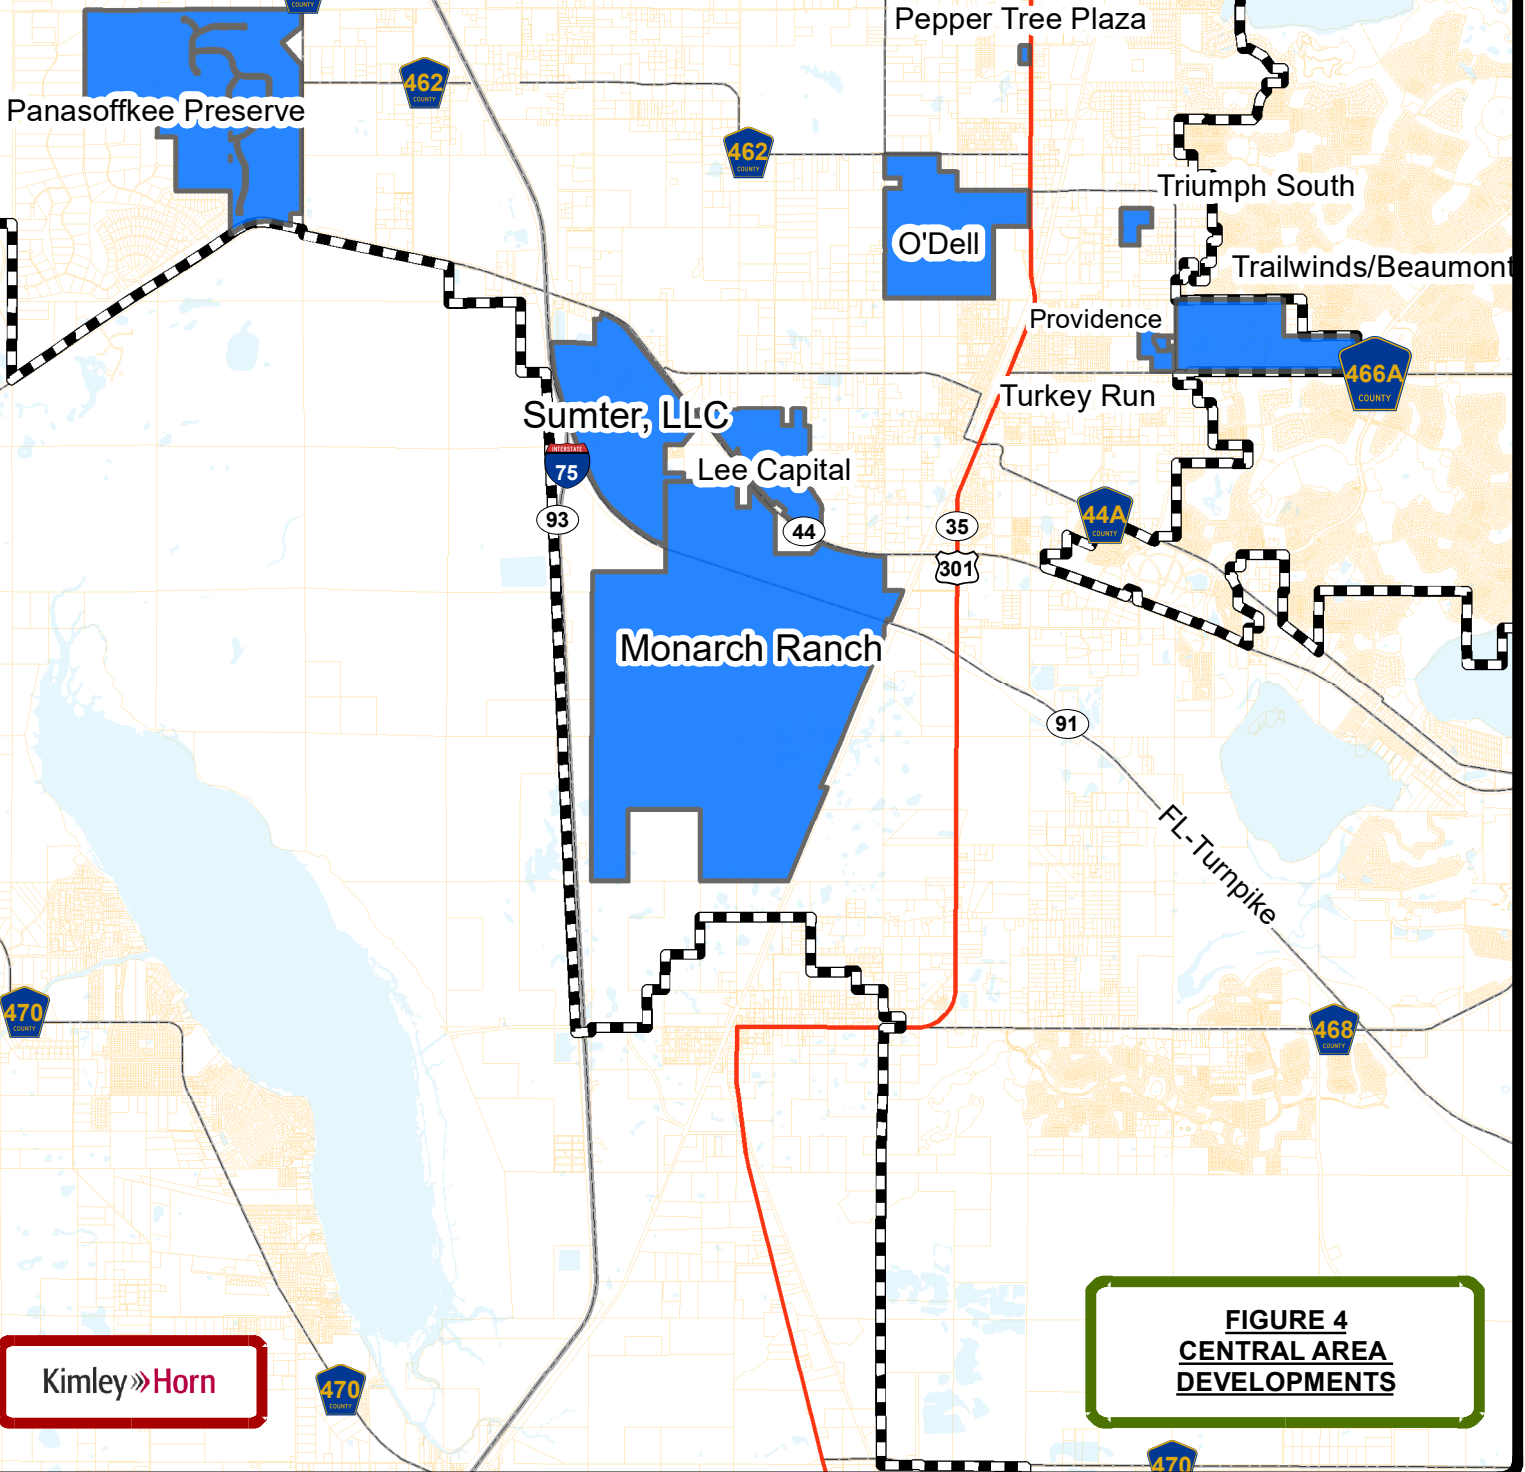 COUNTY
Pepper Tree Plaza
462
COUNTY
Panasoffkee Preserve
462
COUNTY
Triumph South
O'Dell
Trailwinds/Beaumont
Providence
466A
COUNTY
Turkey Run
Sumter, LLC
Lee Capital
INTERSTATE
75
93
44
35
44A
COUNTY
301
Monarch Ranch
91
FL-Turnpike
470
COUNTY
468
COUNTY
FIGURE 4
CENTRAL AREA
DEVELOPMENTS
Kimley»Horn
470
COUNTY
470